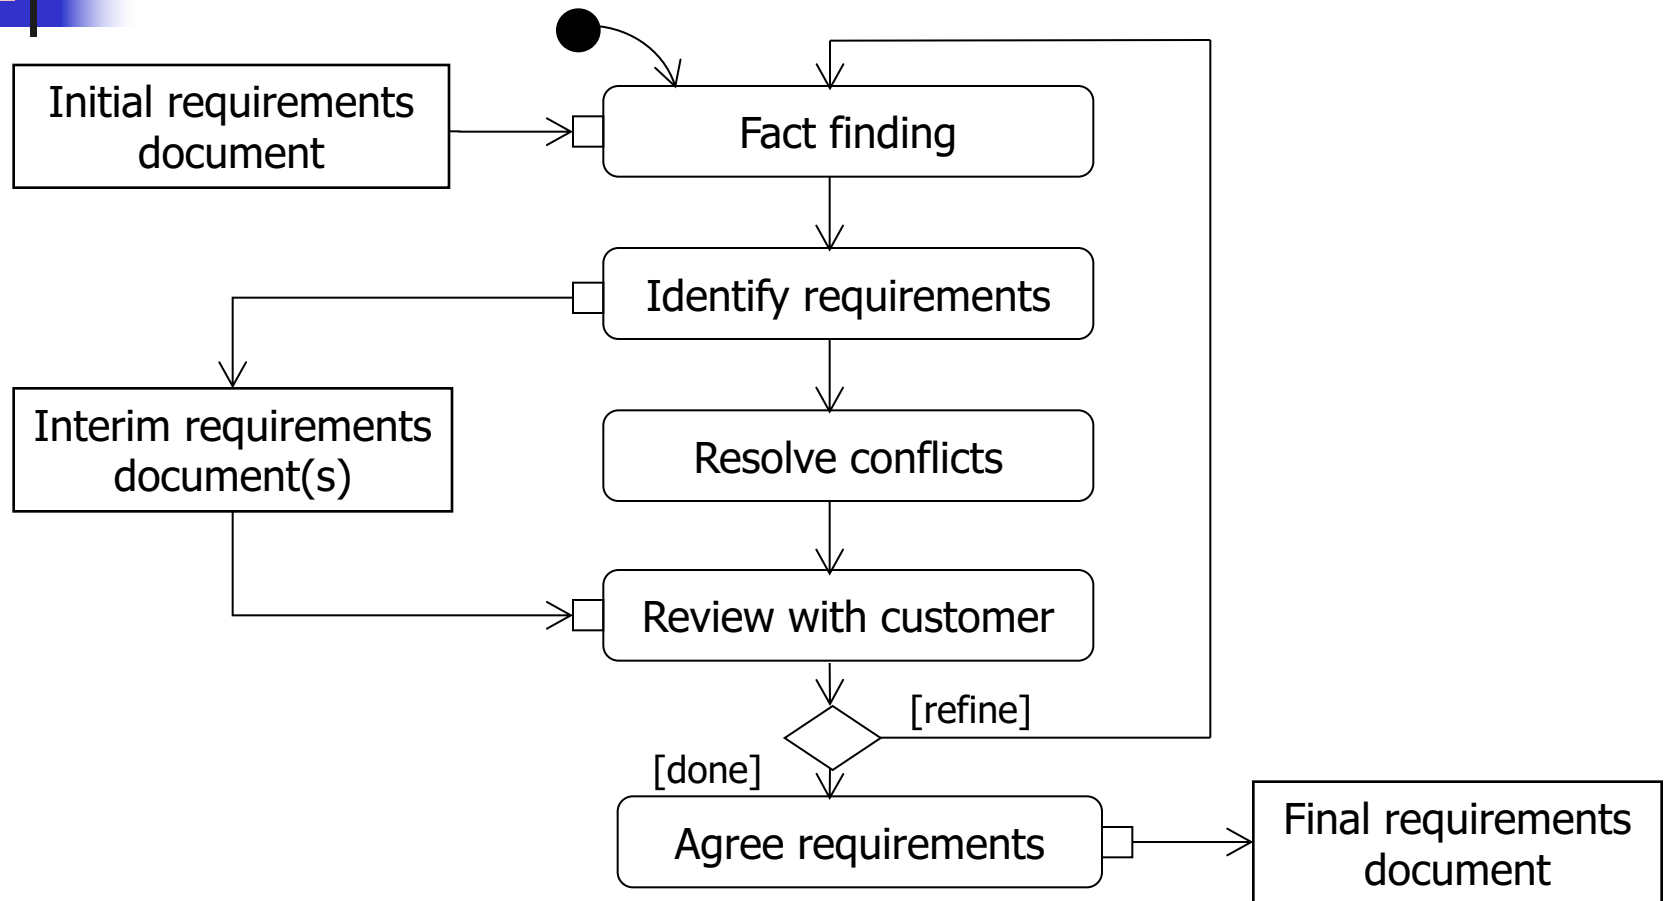 Initial requirements
document
Fact finding
Identify requirements
Interim requirements
document(s)
Resolve conflicts
Review with customer
[refine]
[done]
Agree requirements
Final requirements
document